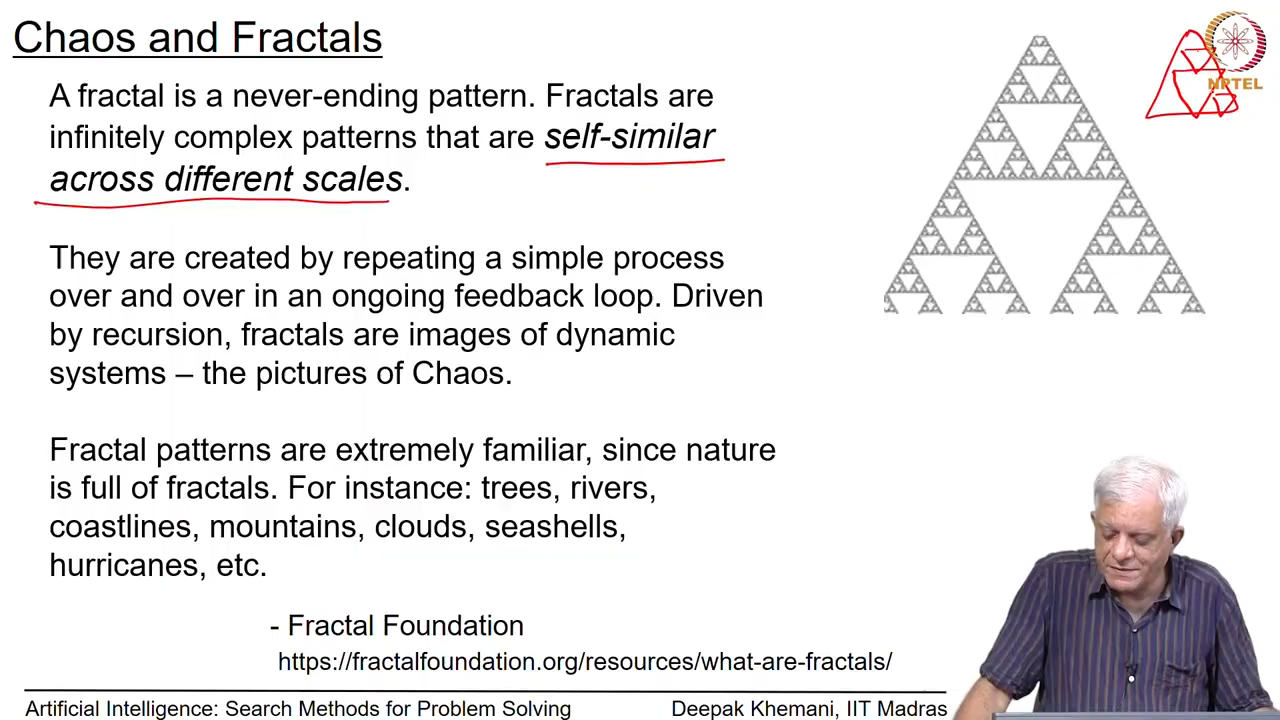 Chaos and Fractals
A fractal is a never-ending pattern. Fractals are
infinitely complex patterns that are self-similar
across different scales.
They are created by repeating a simple process
over and over in an ongoing feedback loop. Driven
by recursion, fractals are images of dynamic
systems – the pictures of Chaos.
Fractal patterns are extremely familiar, since nature
is full of fractals. For instance: trees, rivers,
coastlines, mountains, clouds, seashells,
hurricanes, etc.
- Fractal Foundation
https://fractalfoundation.org/resources/what-are-fractals/
Artificial Intelligence: Search Methods for Problem Solving
Deepak Khemani, IIT Madras
NPTEL